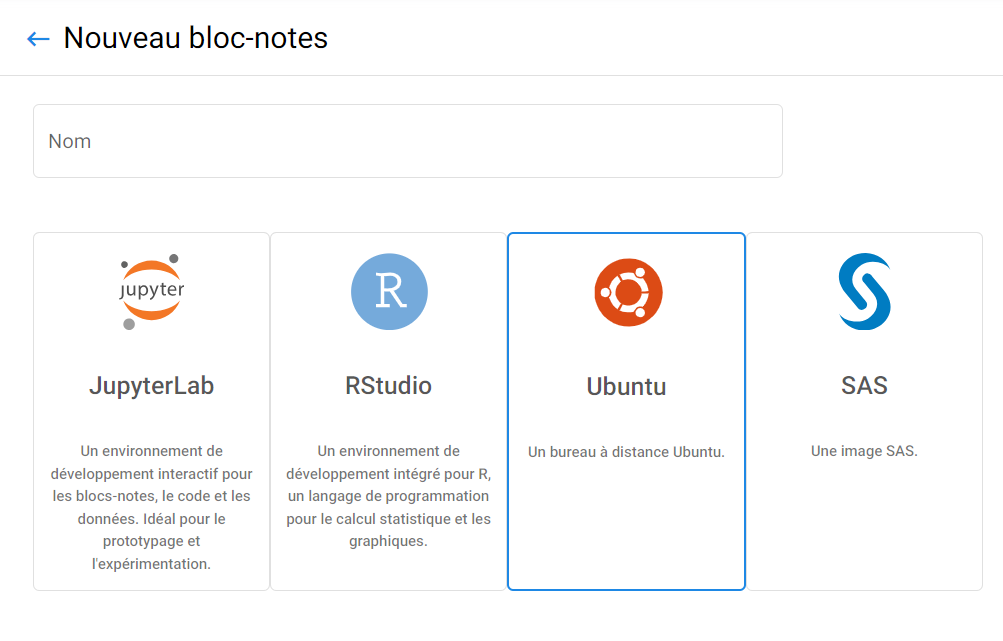 Nouveau bloc-notes
Nom
jupyter
JupyterLab
Un environnement de
développement interactif pour
les blocs-notes, le code et les
données. Idéal pour le
prototypage et
l'expérimentation.
R
RStudio
Un environnement de
développement intégré pour R,
un langage de programmation
pour le calcul statistique et les
graphiques.
Ubuntu
Un bureau à distance Ubuntu.
SAS
Une image SAS.